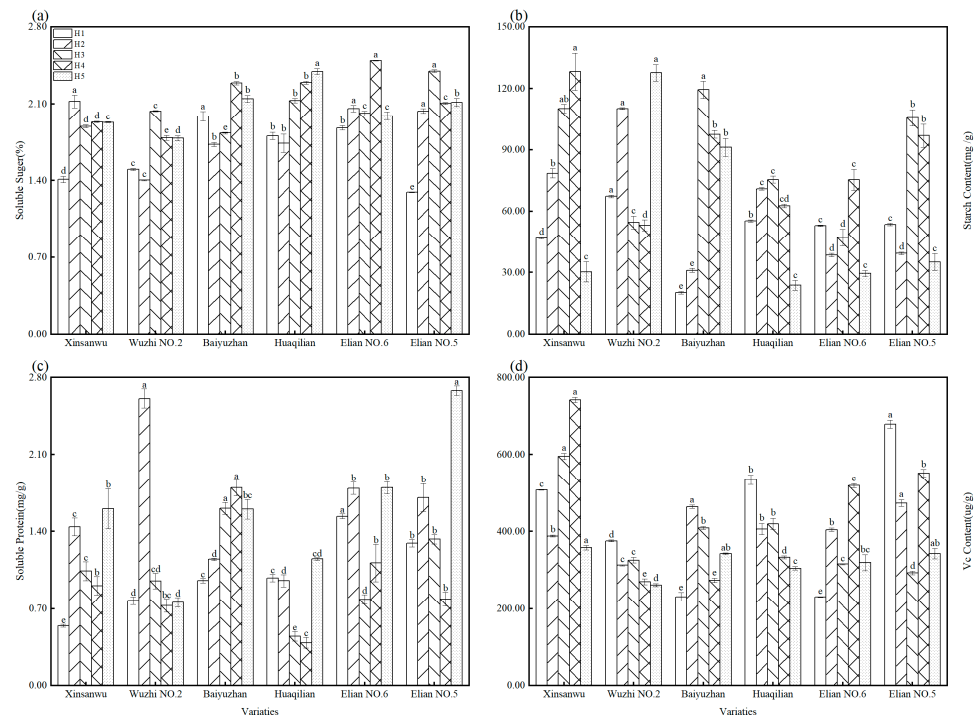 (a)
2.80
H1
H2
H3
H4
H5
2.10
1.40
0.70
0.00
Soluble Suger(%)
d a d d d
c d c e d
a d c b b
d d c b a
b b c a c
d c a b b
Xinsanwu Wuzhi NO.2 Baiyuzhan Huaqilian Elian NO.6 Elian NO.5
(b)
150.00
120.00
90.00
60.00
30.00
0.00
Starch Content(mg /g)
d b ab a c
a b c d a
e e a b b
c c b cd c
d d d b c
d d b b c
Xinsanwu Wuzhi NO.2 Baiyuzhan Huaqilian Elian NO.6 Elian NO.5
(c)
2.80
2.10
1.40
0.70
0.00
Soluble Protein(mg/g)
e c c b b
d a cd bc d
c d a a bc
c d e c cd
a b d b b
b b b b a
Xinsanwu Wuzhi NO.2 Baiyuzhan Huaqilian Elian NO.6 Elian NO.5
Variaties
(d)
800.00
600.00
400.00
200.00
0.00
Vc Content(ug/g)
c d a a a
d c c e d
e b b e ab
b c a d c
e c c e bc
a a d b a
Xinsanwu Wuzhi NO.2 Baiyuzhan Huaqilian Elian NO.6 Elian NO.5
Variaties